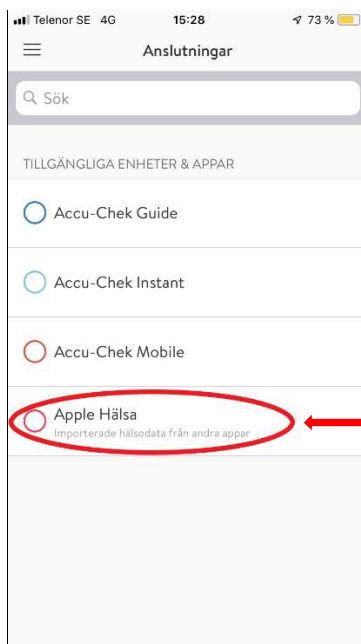 Telenor SE 4G 15:28 73 %
Anslutningar
Sök
TILLGÄNGLIGA ENHETER & APPAR
Accu-Chek Guide
Accu-Chek Instant
Accu-Chek Mobile
Apple Hälsa
Importerade hälsodata från andra appar